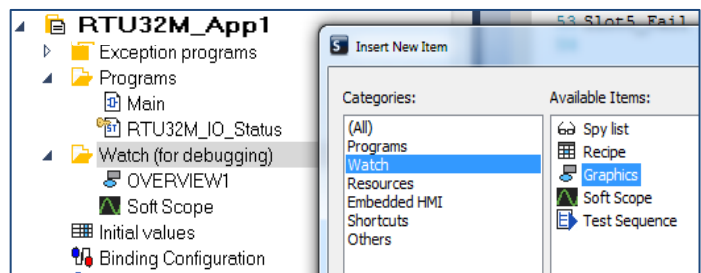 RTU32M_App1
Exception programs
Programs
Main
RTU32M_IO_Status
Watch (for debugging)
OVERVIEW1
Soft Scope
Initial values
Binding Configuration
53 Slot5 Fail
Insert New Item
Categories:
(All)
Programs
Watch
Resources
Embedded HMI
Shortcuts
Others
Available Items:
Spy list
Recipe
Graphics
Soft Scope
Test Sequence